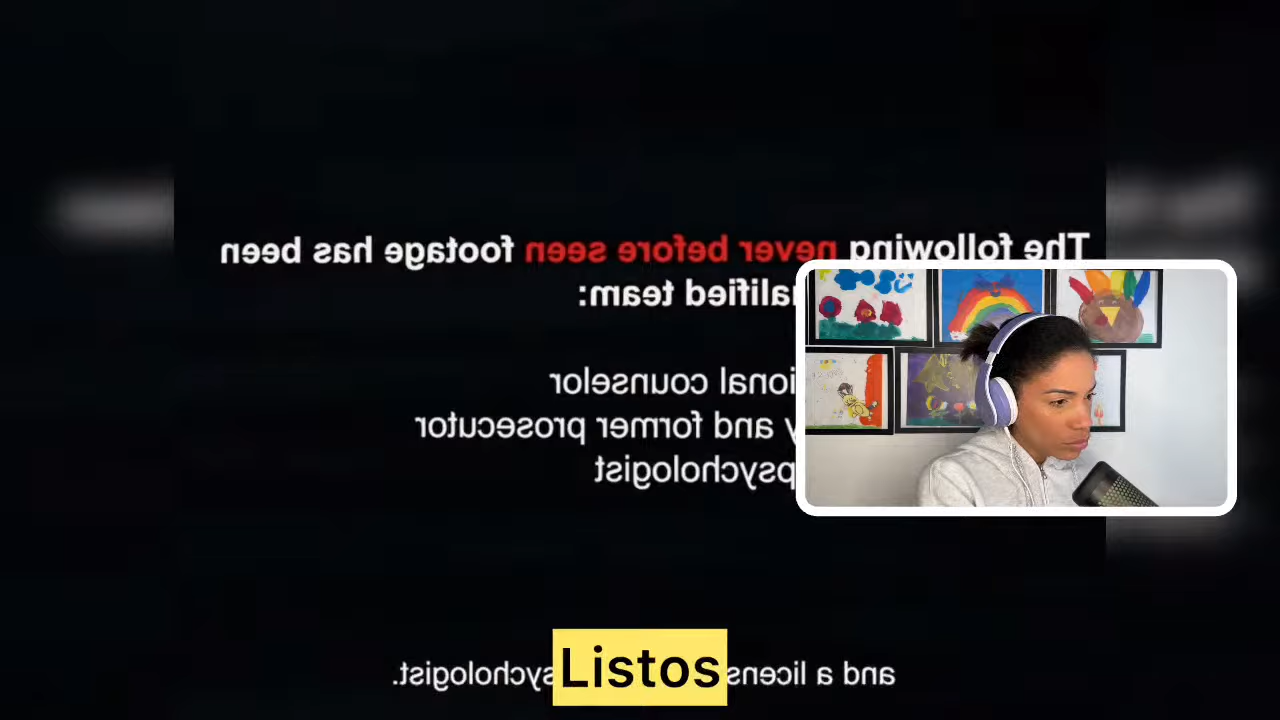 The following never before seen footage has been
alified team:
ional counselor
y and former prosecutor
psychologist
and a licens
sychologist.
Listos